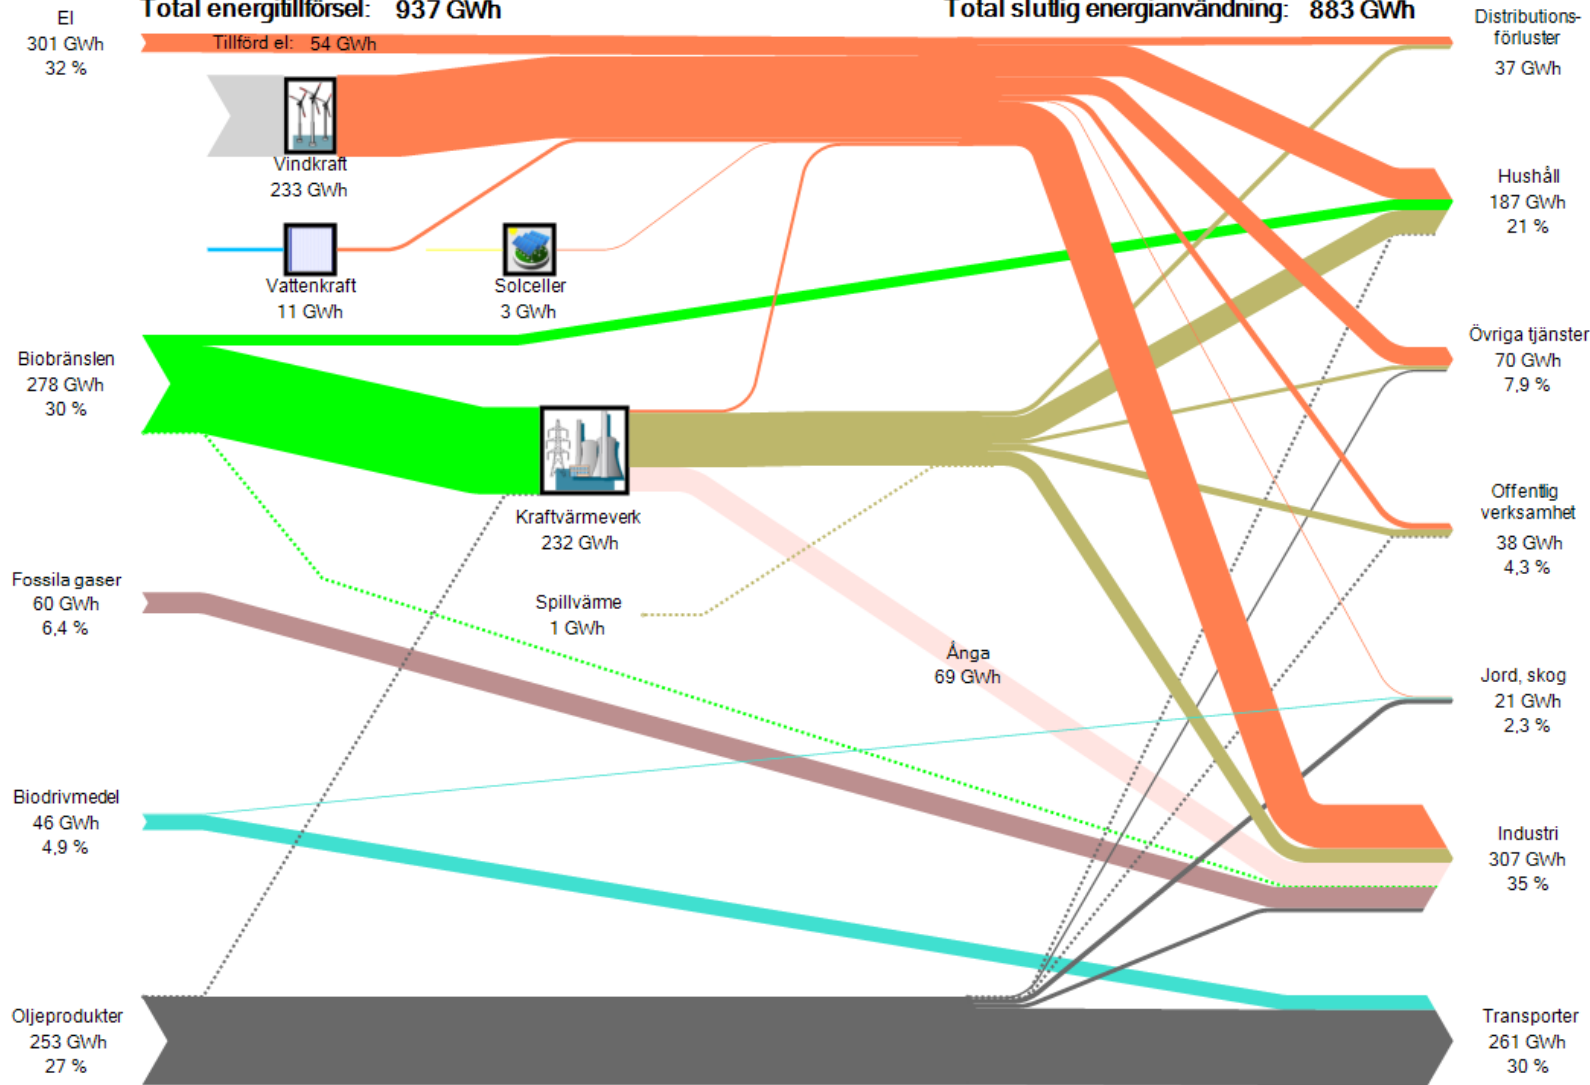 Total energitillförsel: 937 GWh
Total slutlig energianvändning: 883 GWh
El
301 GWh
32 %
Tillförd el: 54 GWh
Distributions-
förluster
37 GWh
Vindkraft
233 GWh
Hushåll
187 GWh
21 %
Vattenkraft
11 GWh
Solceller
3 GWh
Biobränslen
278 GWh
30 %
Övriga tjänster
70 GWh
7,9 %
Kraftvärmeverk
232 GWh
Offentlig
verksamhet
38 GWh
4,3 %
Fossila gaser
60 GWh
6,4 %
Spillvärme
1 GWh
Ånga
69 GWh
Jord, skog
21 GWh
2,3 %
Biodrivmedel
46 GWh
4,9 %
Industri
307 GWh
35 %
Oljeprodukter
253 GWh
27 %
Transporter
261 GWh
30 %